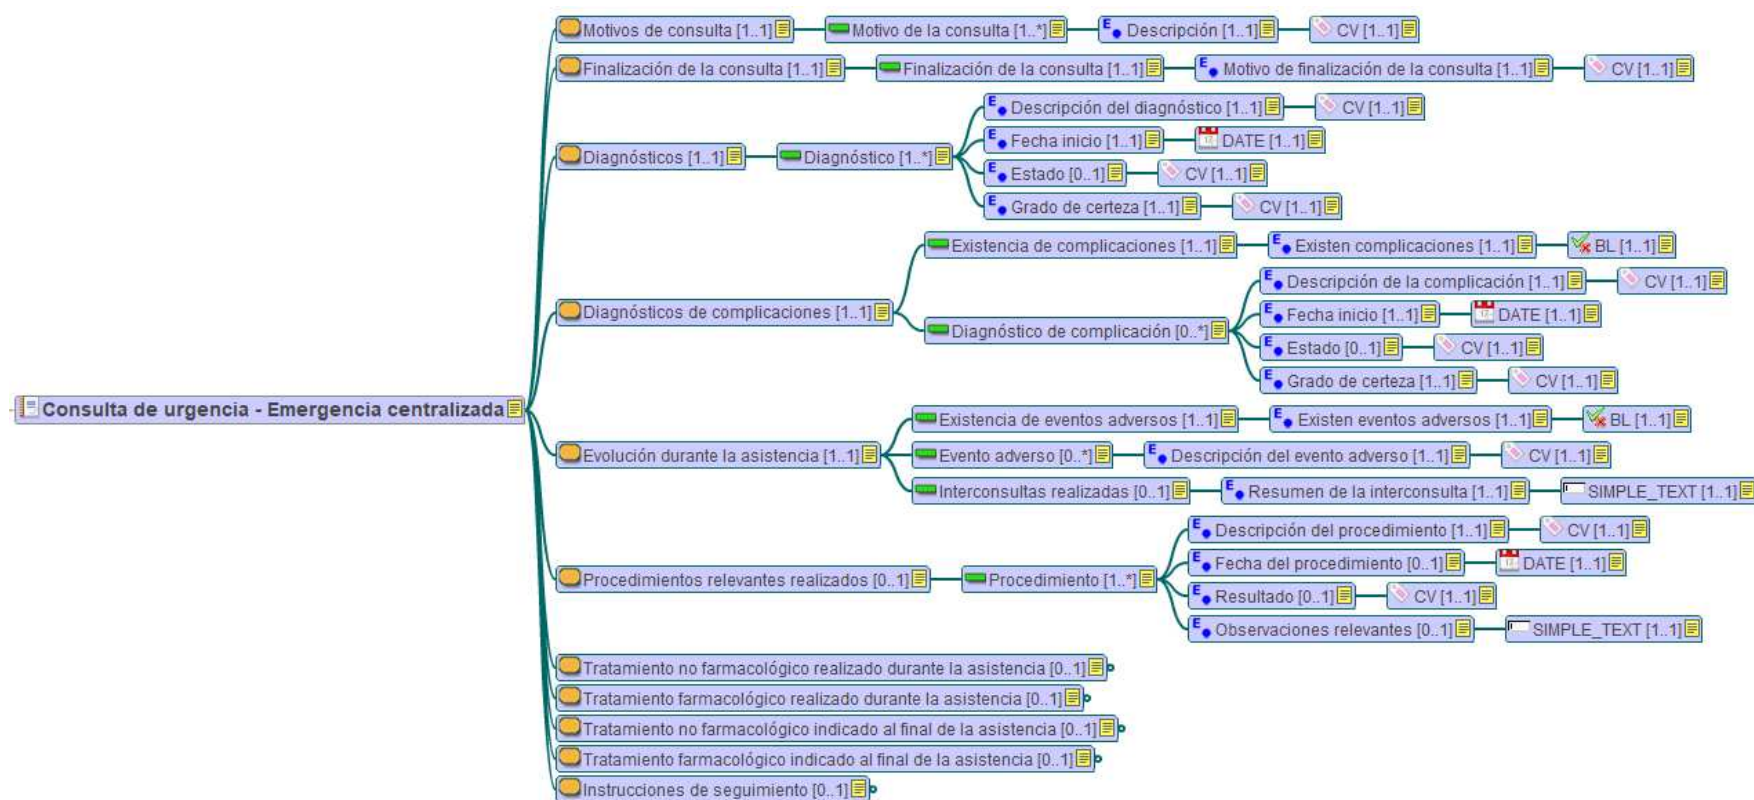 Motivos de consulta [1..1] Motivo de la consulta [1..*] Descripción [1..1] CV [1..1]
Finalización de la consulta [1..1] Finalización de la consulta [1..1] Motivo de finalización de la consulta [1..1] CV [1..1]
Descripción del diagnóstico [1..1] CV [1..1]
Fecha inicio [1..1] DATE [1..1]
Diagnósticos [1..1] Diagnóstico [1..*]
Estado [0..1] CV [1..1]
Grado de certeza [1..1] CV [1..1]
Existencia de complicaciones [1..1] Existen complicaciones [1..1] BL [1..1]
Descripción de la complicación [1..1] CV [1..1]
Diagnósticos de complicaciones [1..1]
Fecha inicio [1..1] DATE [1..1]
Diagnóstico de complicación [0..*]
Estado [0..1] CV [1..1]
Grado de certeza [1..1] CV [1..1]
Consulta de urgencia - Emergencia centralizada
Existencia de eventos adversos [1..1] Existen eventos adversos [1..1] BL [1..1]
Evolución durante la asistencia [1..1] Evento adverso [0..*] Descripción del evento adverso [1..1] CV [1..1]
Interconsultas realizadas [0..1] Resumen de la interconsulta [1..1] SIMPLE_TEXT [1..1]
Descripción del procedimiento [1..1] CV [1..1]
Fecha del procedimiento [0..1] DATE [1..1]
Procedimientos relevantes realizados [0..1] Procedimiento [1..*]
Resultado [0..1] CV [1..1]
Observaciones relevantes [0..1] SIMPLE_TEXT [1..1]
Tratamiento no farmacológico realizado durante la asistencia [0..1]
Tratamiento farmacológico realizado durante la asistencia [0..1]
Tratamiento no farmacológico indicado al final de la asistencia [0..1]
Tratamiento farmacológico indicado al final de la asistencia [0..1]
Instrucciones de seguimiento [0..1]